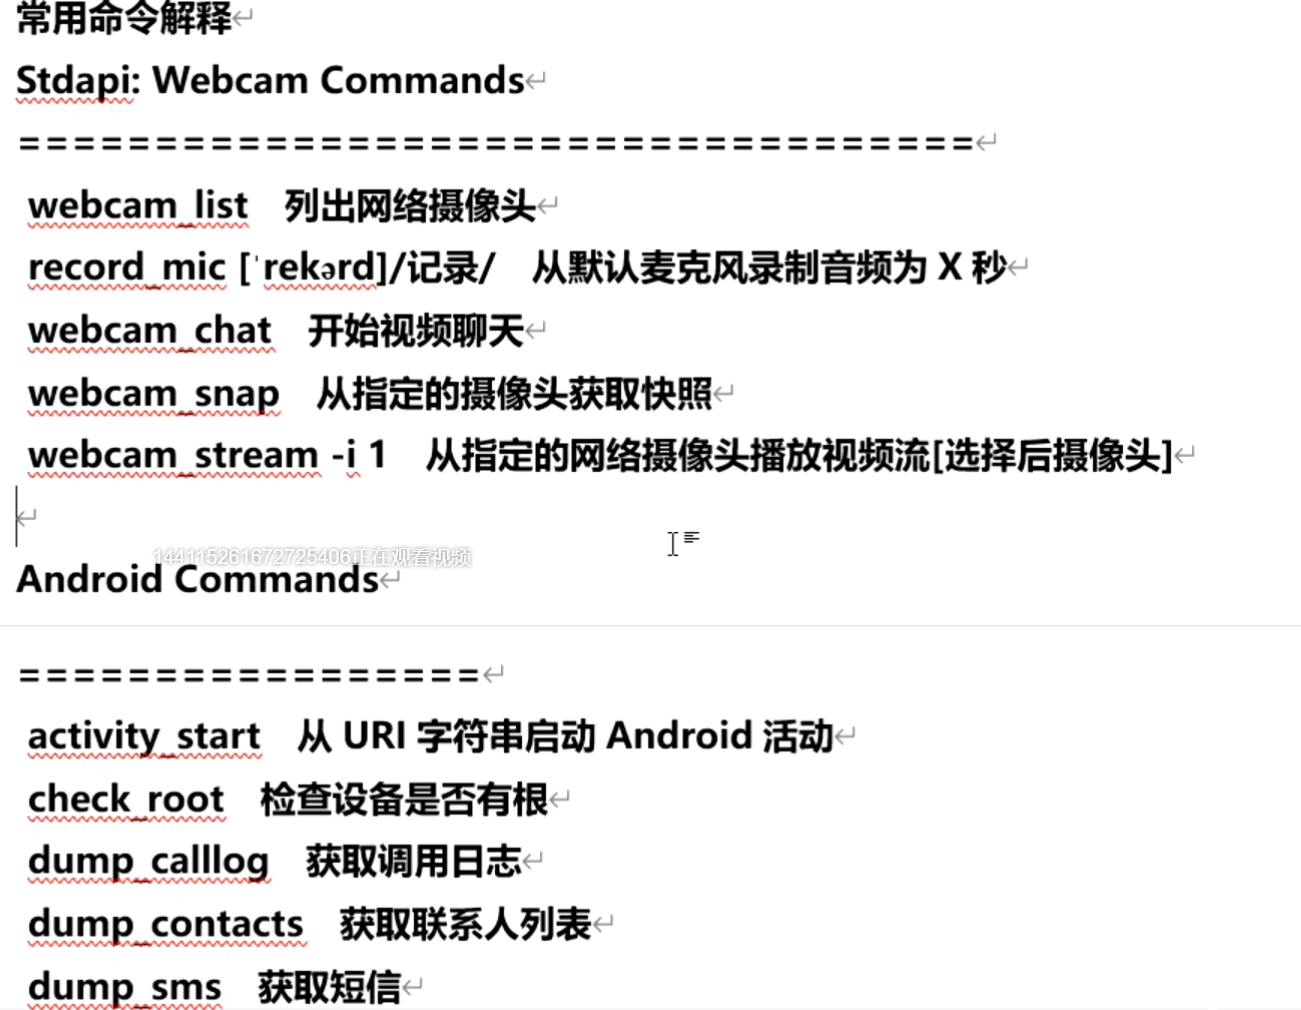 常用命令解释
Stdapi: Webcam Commands
===================================
webcam_list 列出网络摄像头
record_mic [ˈrekərd]/记录/ 从默认麦克风录制音频为 X 秒
webcam_chat 开始视频聊天
webcam_snap 从指定的摄像头获取快照
webcam_stream -i 1 从指定的网络摄像头播放视频流[选择后摄像头]
144115261672725406正在观看视频
Android Commands
=================
activity_start 从 URI 字符串启动 Android 活动
check_root 检查设备是否有根
dump_calllog 获取调用日志
dump_contacts 获取联系人列表
dump_sms 获取短信